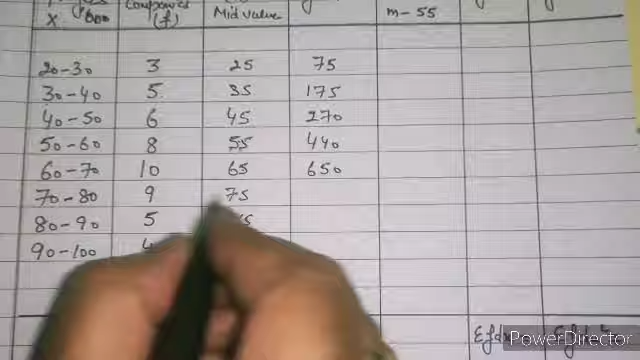 X
Companies
(f)
Mid Value
m-55
20-30 3 25 75
30-40 5 35 175
40-50 6 45 270
50-60 8 55 440
60-70 10 65 650
70-80 9 75
80-90 5
90-100 4
PowerDirector